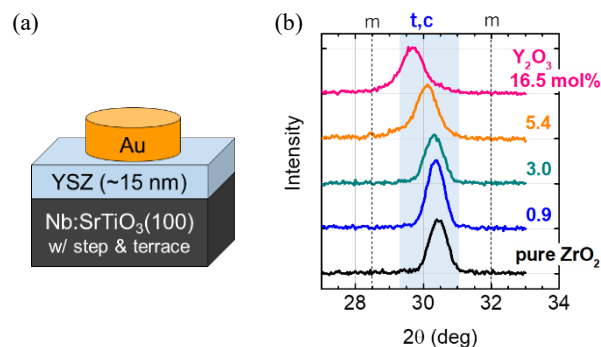 (a)
Au
YSZ (~15 nm)
Nb:SrTiO₃(100)
w/ step & terrace
(b)
m
t,c
m
Y₂O₃
16.5 mol%
5.4
3.0
0.9
pure ZrO₂
Intensity
28
30
32
34
2θ (deg)